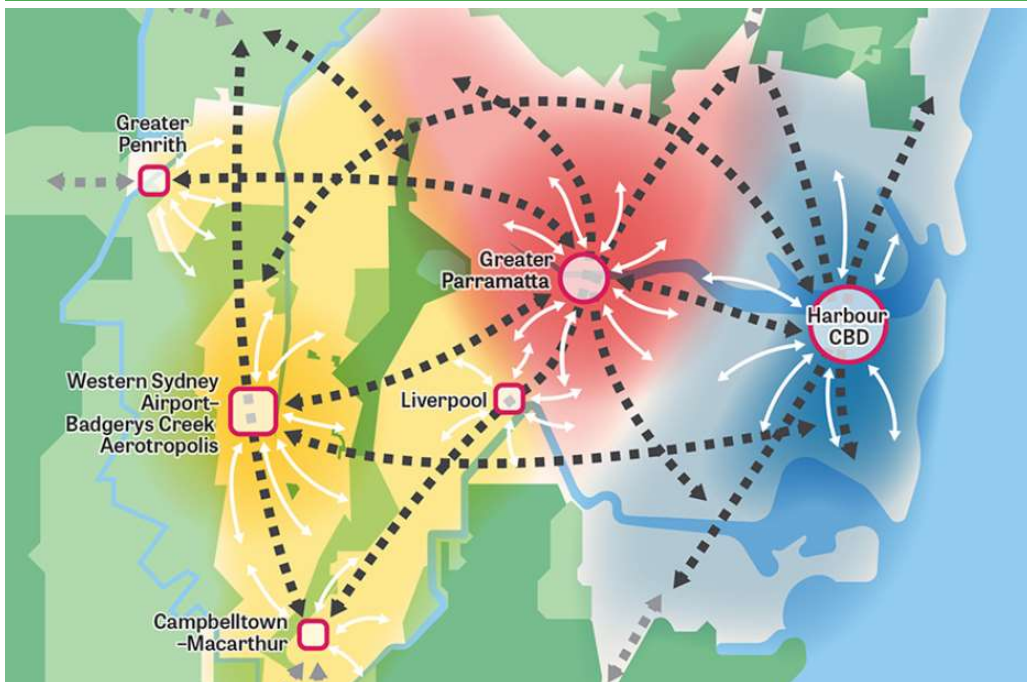 Greater
Penrith
Greater
Parramatta
Harbour
CBD
Western Sydney
Airport–
Badgerys Creek
Aerotropolis
Liverpool
Campbelltown
–Macarthur